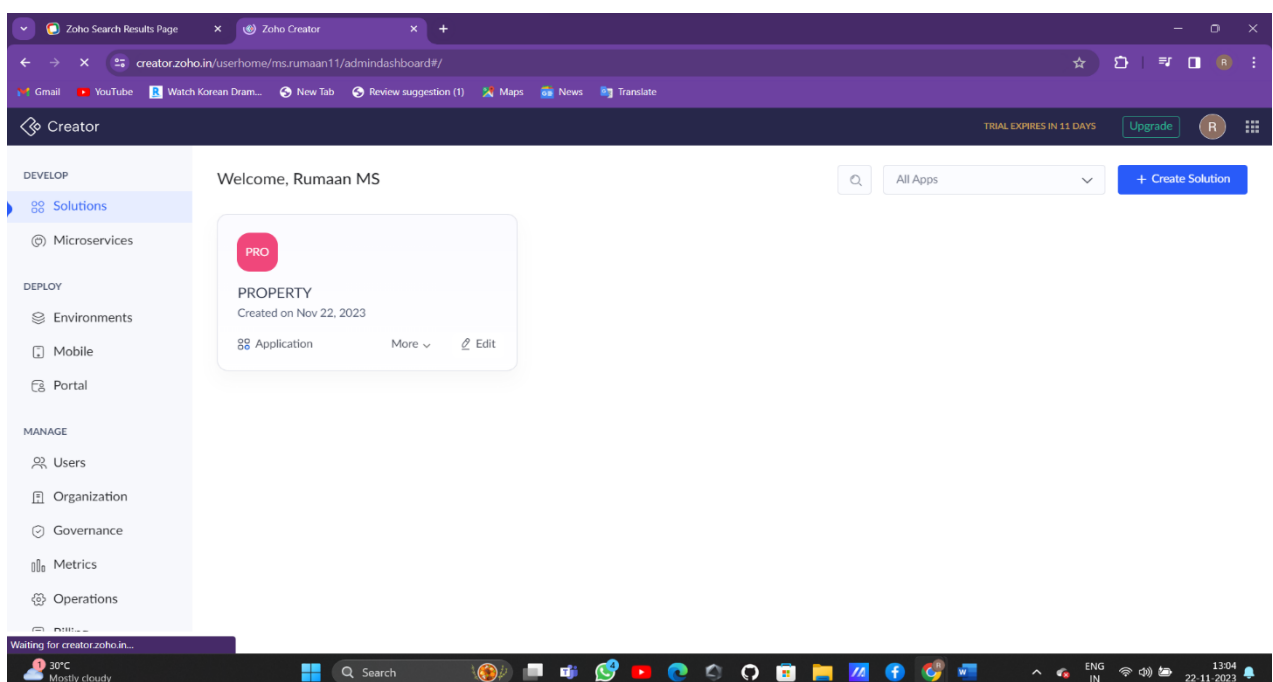 Zoho Search Results Page
Zoho Creator
creator.zoho.in/userhome/ms.rumaan11/admindashboard#/
Gmail YouTube Watch Korean Dram... New Tab Review suggestion (1) Maps News Translate
Creator
TRIAL EXPIRES IN 11 DAYS Upgrade R
DEVELOP
Solutions
Microservices
DEPLOY
Environments
Mobile
Portal
MANAGE
Users
Organization
Governance
Metrics
Operations
Billing
Welcome, Rumaan MS
All Apps
+ Create Solution
PRO
PROPERTY
Created on Nov 22, 2023
Application More Edit
Waiting for creator.zoho.in...
1
30°C
Mostly cloudy
Search
4
ENG
IN
13:04
22-11-2023